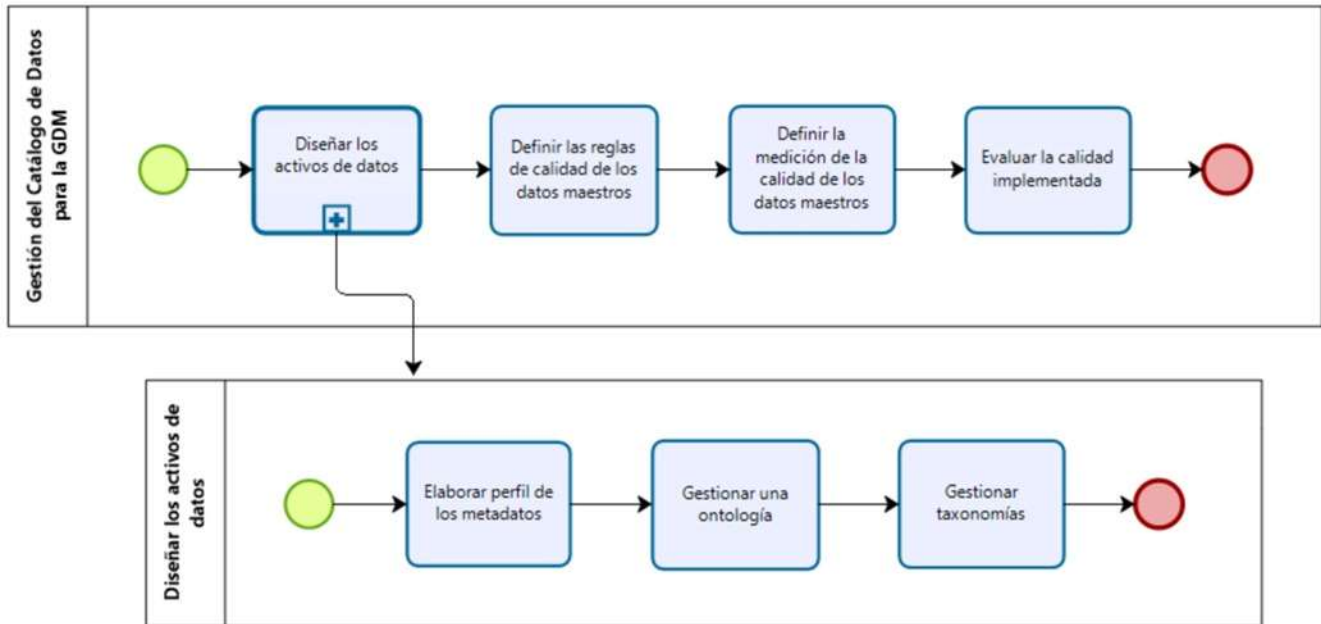 Gestión del Catálogo de Datos
para la GDM
Diseñar los
activos de datos
Definir las reglas
de calidad de los
datos maestros
Definir la
medición de la
calidad de los
datos maestros
Evaluar la calidad
implementada
Diseñar los activos de
datos
Elaborar perfil de
los metadatos
Gestionar una
ontología
Gestionar
taxonomías